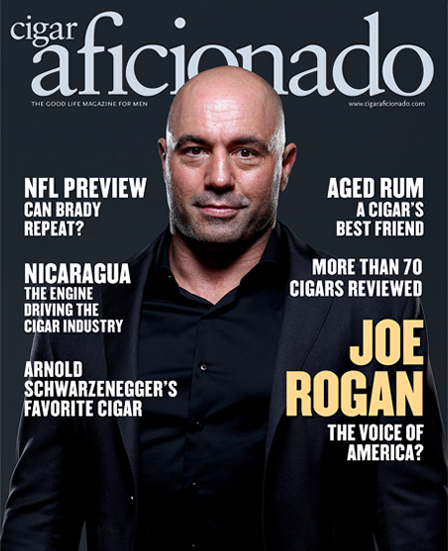 cigar
aficionado
THE GOOD LIFE MAGAZINE FOR MEN
www.cigaraficionado.com
NFL PREVIEW
CAN BRADY
REPEAT?
NICARAGUA
THE ENGINE
DRIVING THE
CIGAR INDUSTRY
ARNOLD
SCHWARZENEGGER'S
FAVORITE CIGAR
AGED RUM
A CIGAR'S
BEST FRIEND
MORE THAN 70
CIGARS REVIEWED
JOE
ROGAN
THE VOICE OF
AMERICA?